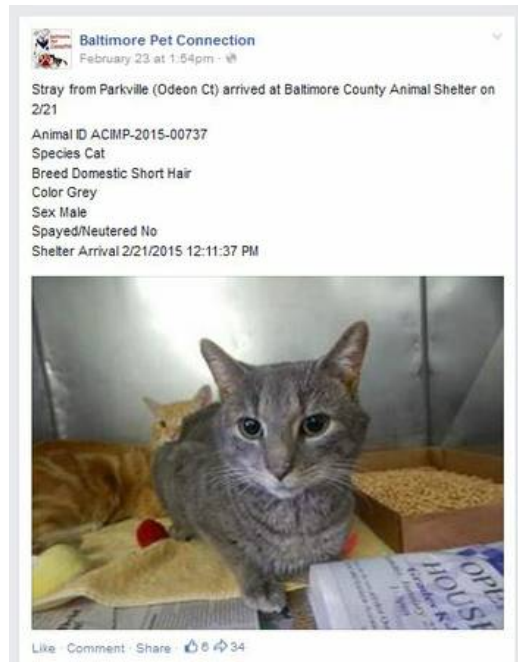 Baltimore Pet Connection
February 23 at 1:54pm
Stray from Parkville (Odeon Ct) arrived at Baltimore County Animal Shelter on
2/21
Animal ID ACIMP-2015-00737
Species Cat
Breed Domestic Short Hair
Color Grey
Sex Male
Spayed/Neutered No
Shelter Arrival 2/21/2015 12:11:37 PM
HOUSE
Like · Comment · Share · 6 34